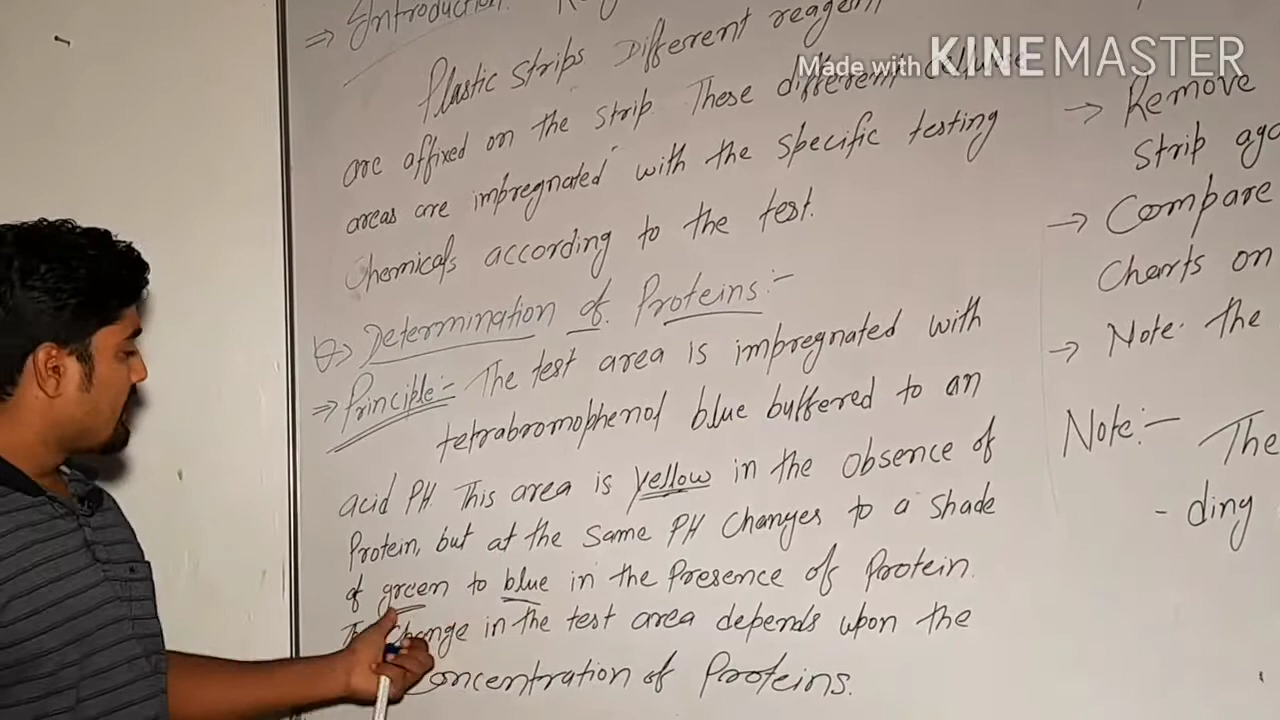 ⇒ Introduction:
Plastic Strips Different reagent
are affixed on the Strip. These different cellulose
areas are impregnated with the specific testing
Chemicals according to the test.
Determination of Proteins:-
⇒ Principle:- The test area is impregnated with
tetrabromophenol blue buffered to an
acid PH. This area is yellow in the absence of
Protein, but at the Same PH Changes to a shade
of green to blue in the Presence of Protein.
Change in the test area depends upon the
Concentration of Proteins.
→ Remove
Strip
→ Compare
Charts on
→ Note the
Note:- The
- ding
Made with KINEMASTER